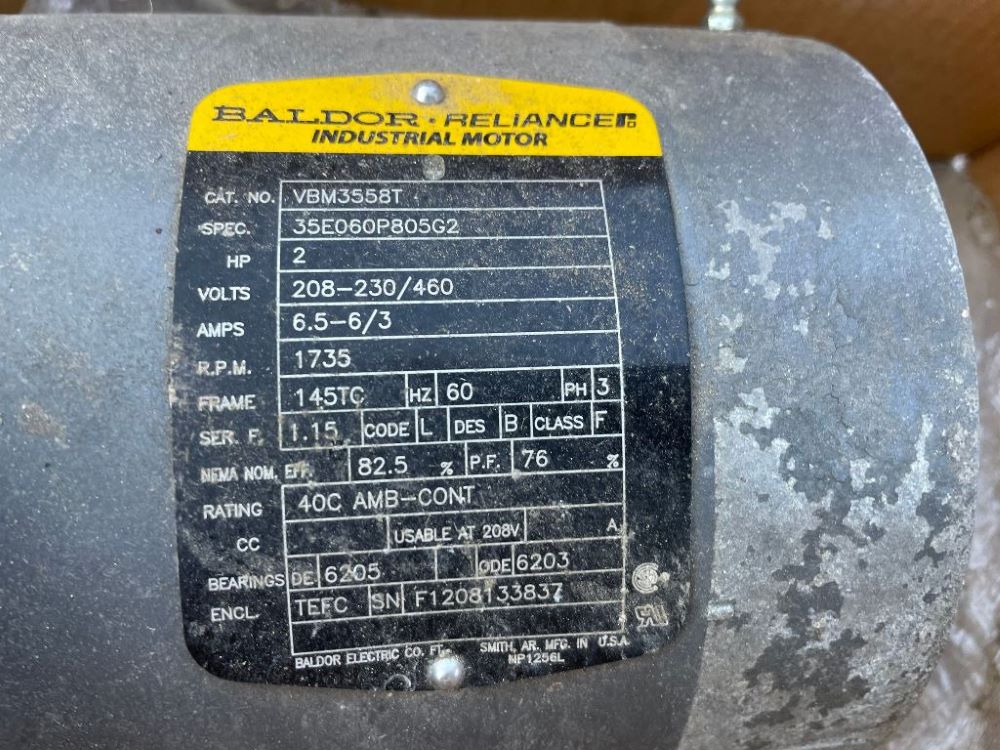 BALDOR • RELIANCE
INDUSTRIAL MOTOR
CAT. NO. VBM3558T
SPEC. 35E060P805G2
HP 2
VOLTS 208-230/460
AMPS 6.5-6/3
R.P.M. 1735
FRAME 145TC HZ 60 PH 3
SER. F. 1.15 CODE L DES B CLASS F
NEMA NOM. EFF. 82.5 % P.F. 76 %
RATING 40C AMB-CONT
CC USABLE AT 208V A
BEARINGS DE 6205 ODE 6203
ENCL. TEFC SN F1208133837
BALDOR ELECTRIC CO. FT. SMITH, AR. MFG. IN U.S.A.
NP1256L